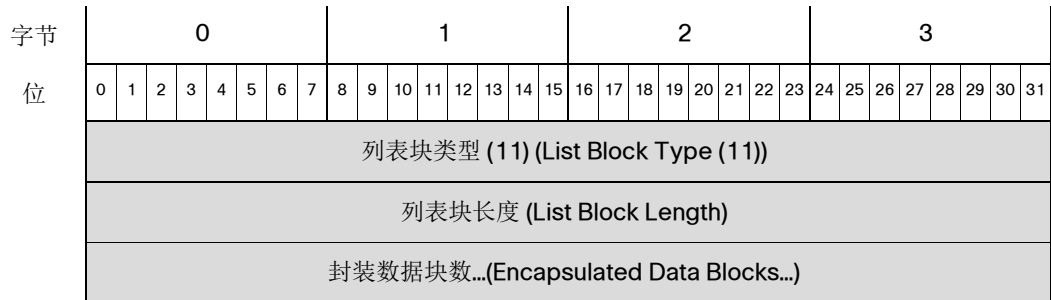 字节 0 1 2 3
位 0 1 2 3 4 5 6 7 8 9 10 11 12 13 14 15 16 17 18 19 20 21 22 23 24 25 26 27 28 29 30 31
列表块类型 (11) (List Block Type (11))
列表块长度 (List Block Length)
封装数据块数...(Encapsulated Data Blocks...)